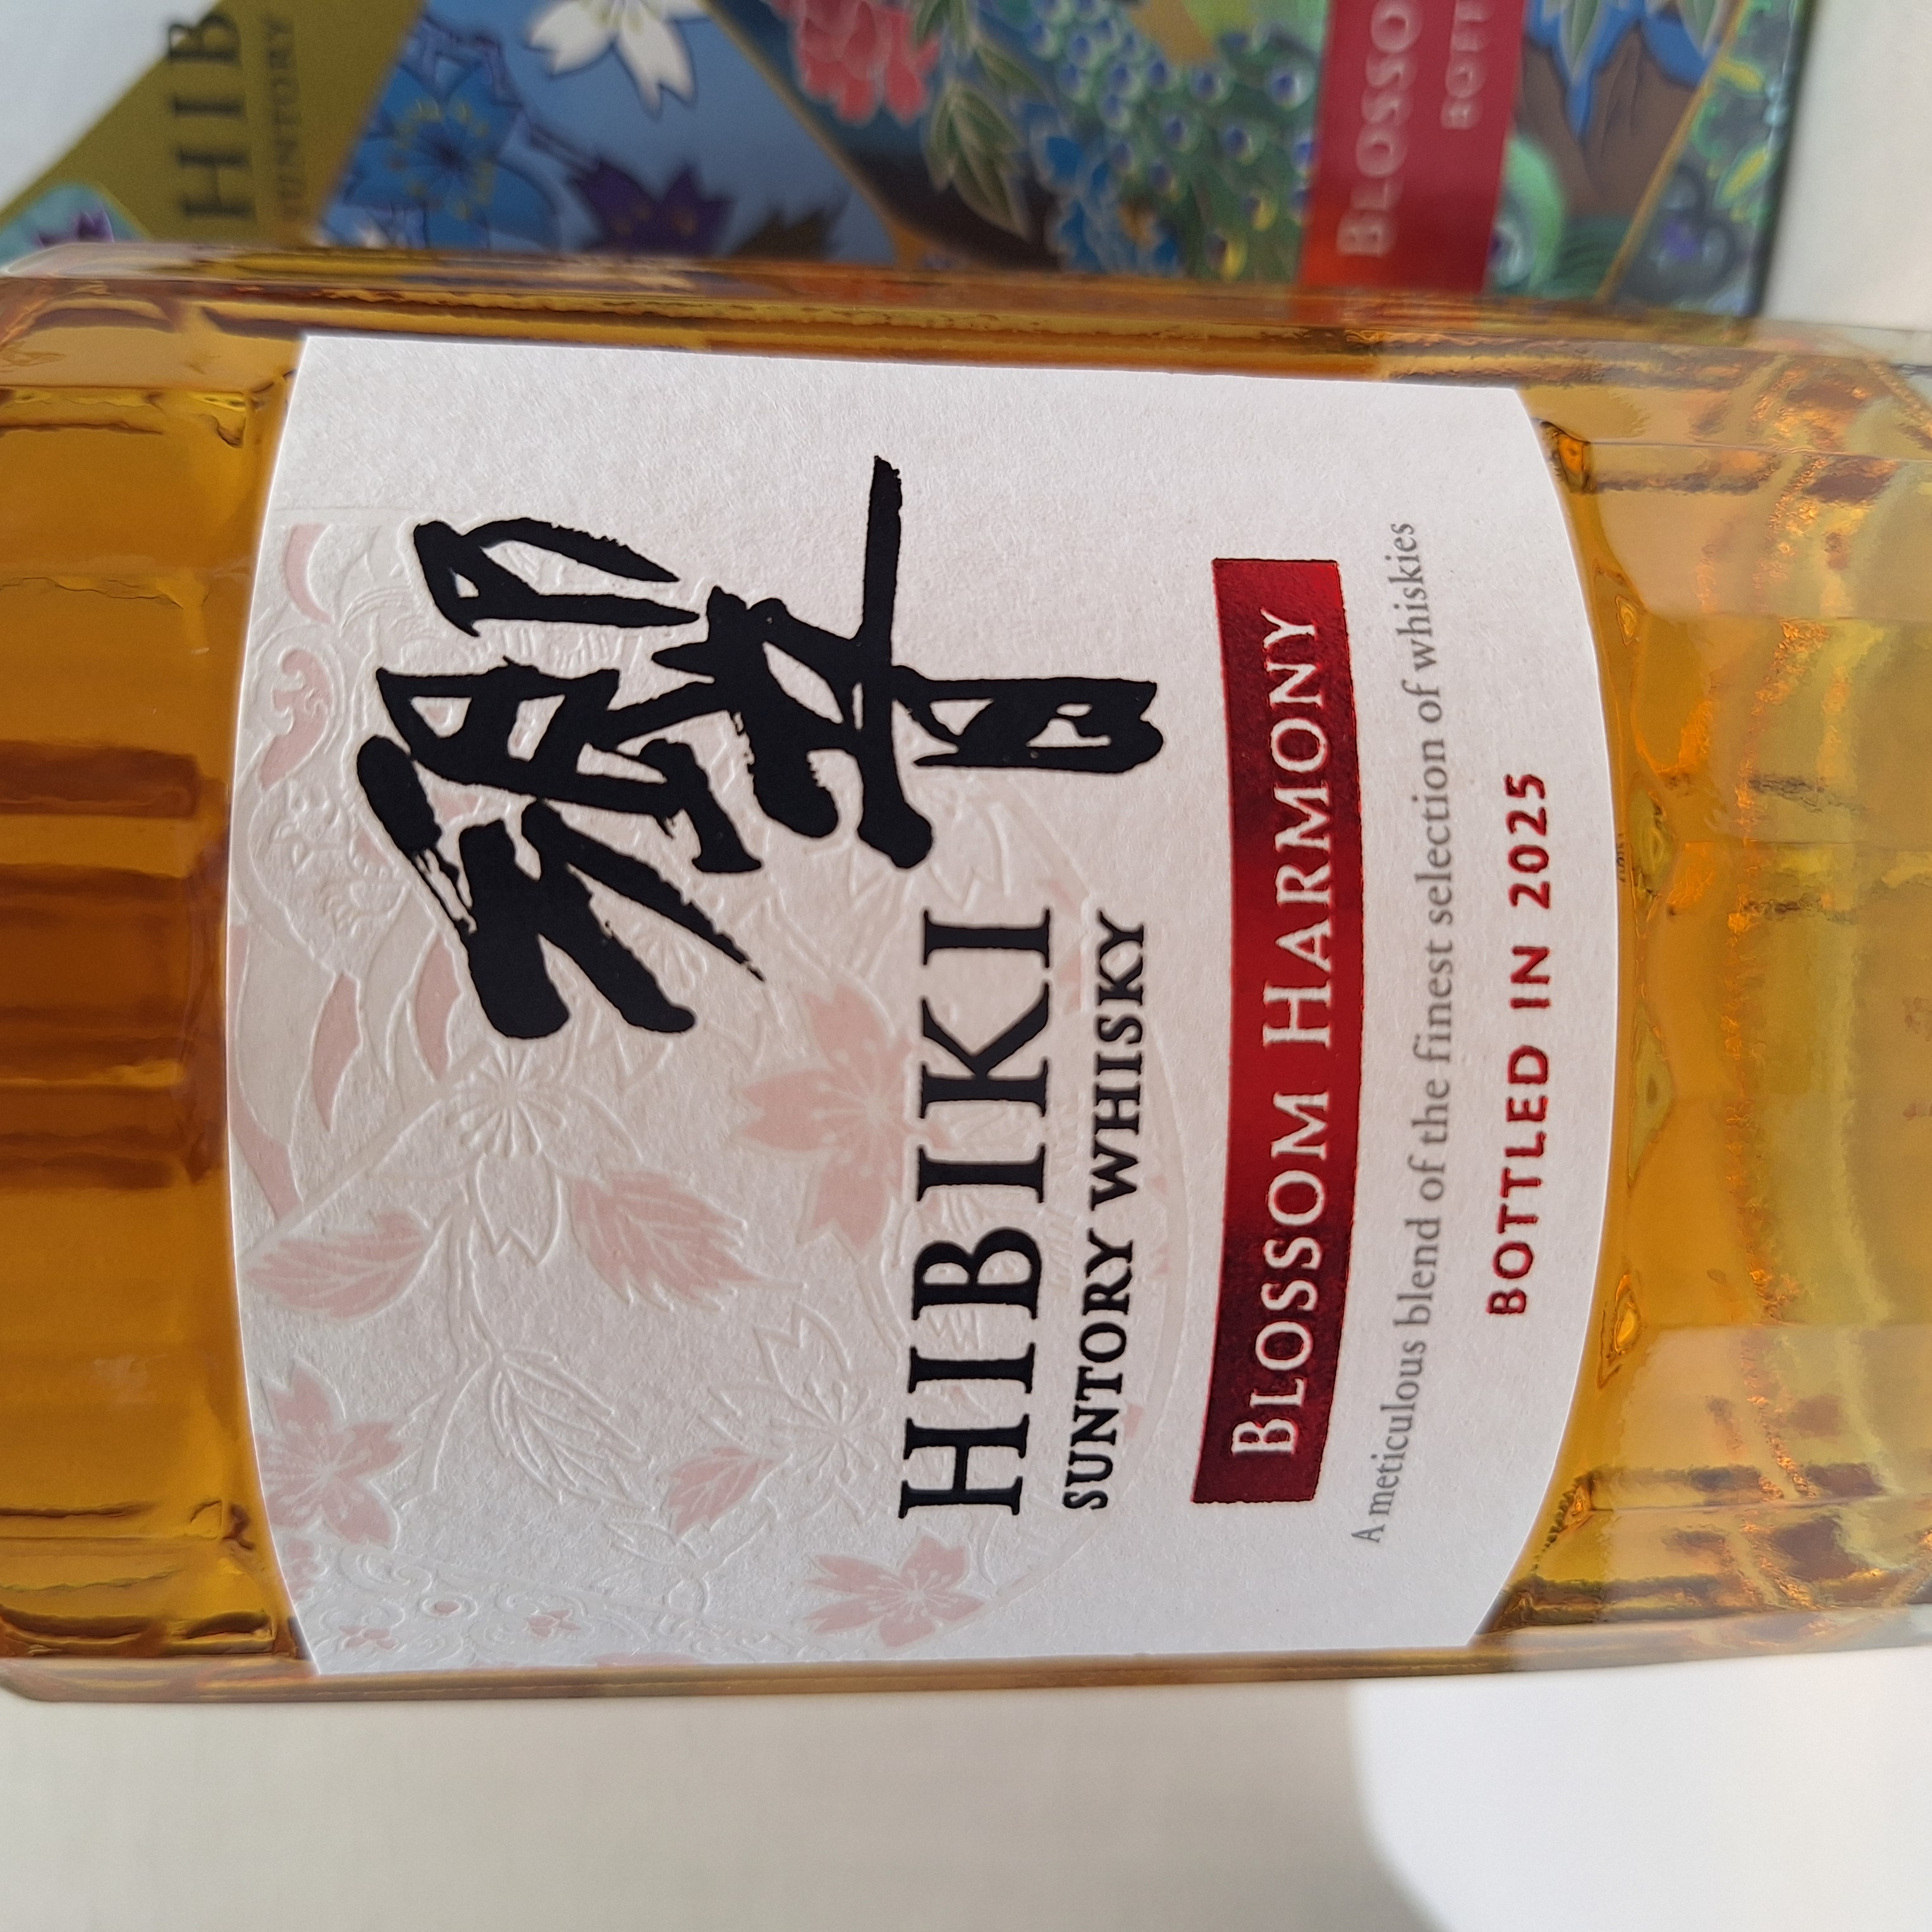 響
HIBIKI
SUNTORY WHISKY
BLOSSOM HARMONY
A meticulous blend of the finest selection of whiskies
BOTTLED IN 2025
HIB
SUNTORY
BLOSSO
BOTT